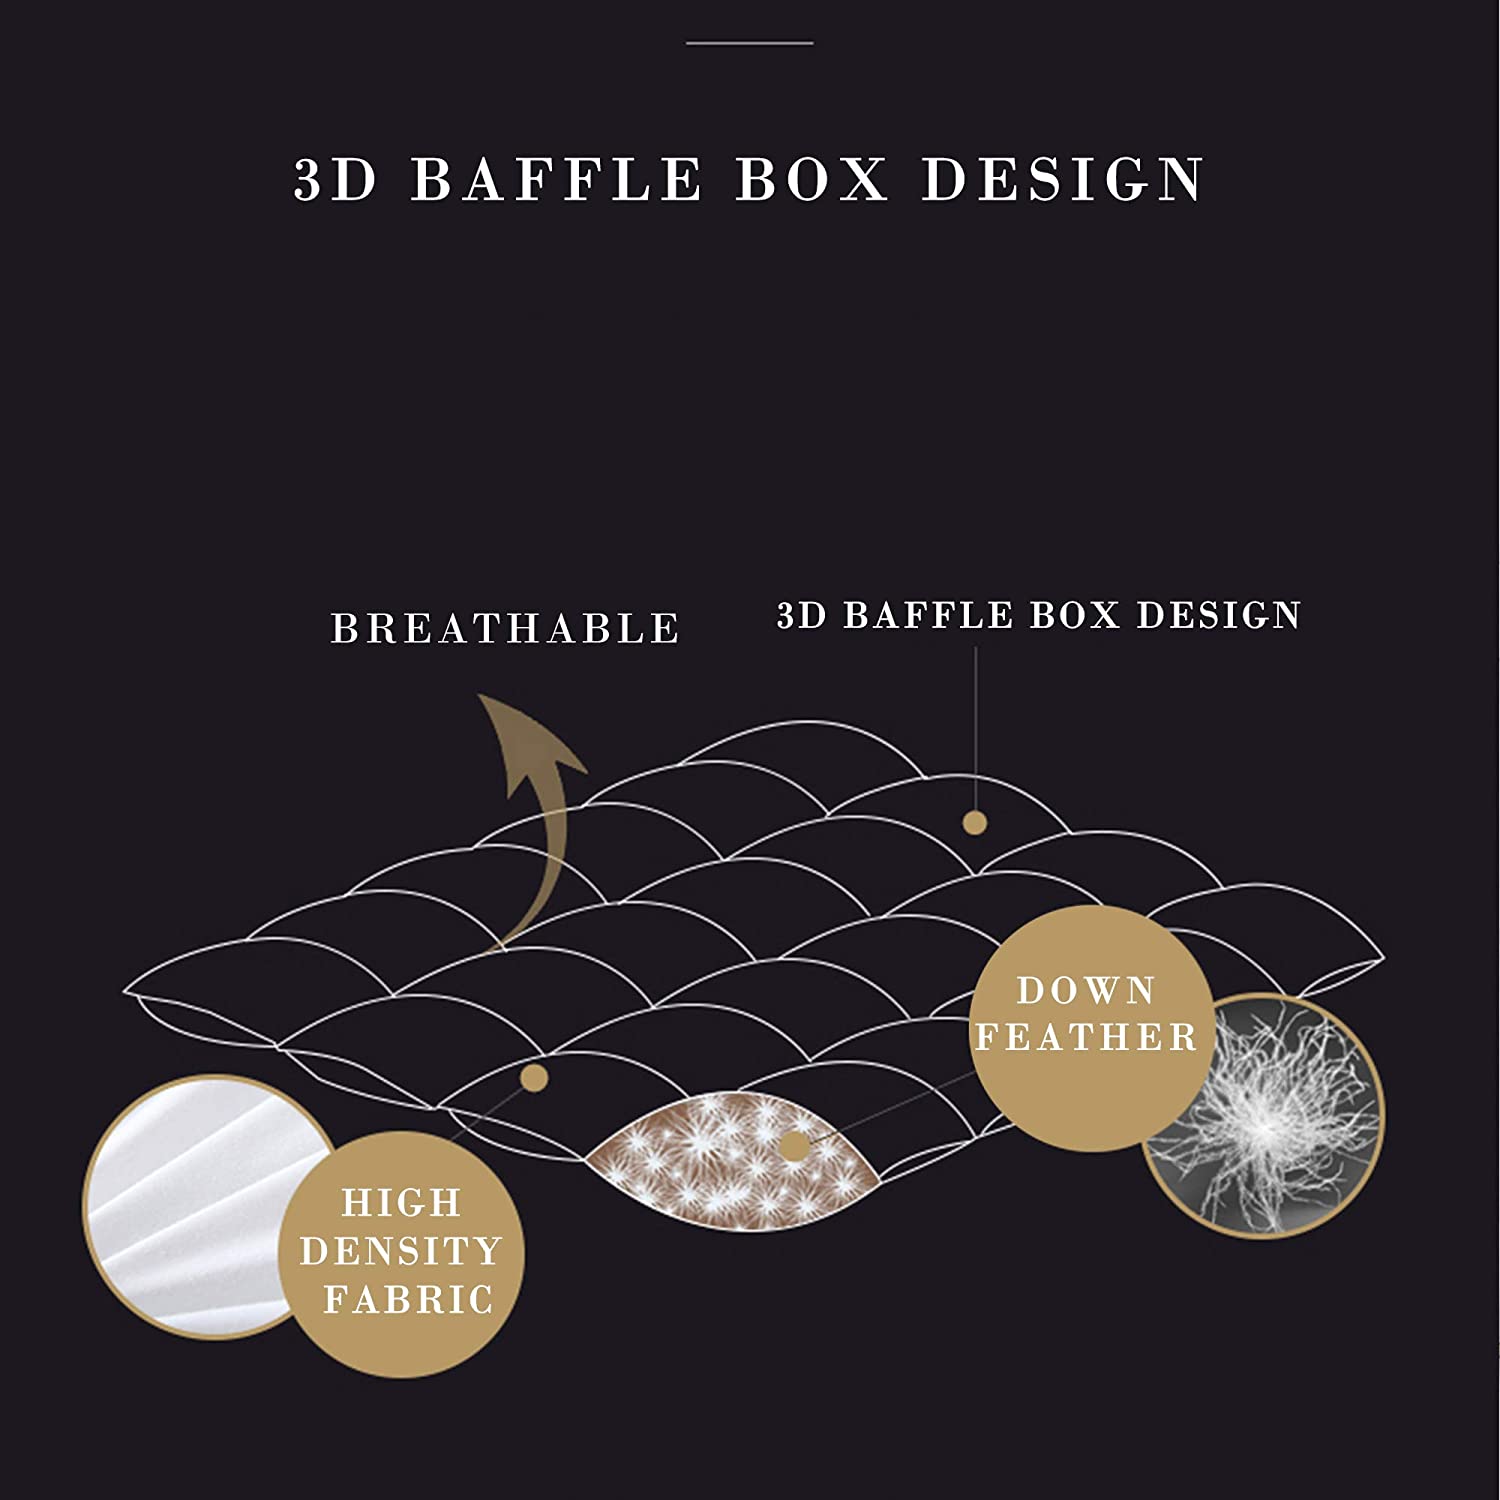 3D BAFFLE BOX DESIGN
BREATHABLE
3D BAFFLE BOX DESIGN
DOWN
FEATHER
HIGH
DENSITY
FABRIC